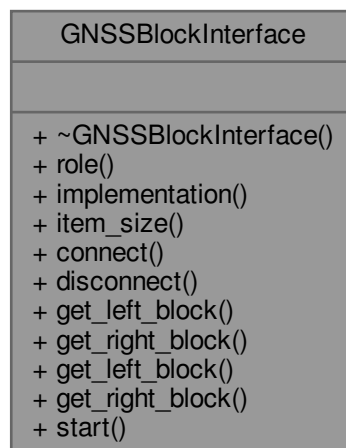 GNSSBlockInterface
+ ~GNSSBlockInterface()
+ role()
+ implementation()
+ item_size()
+ connect()
+ disconnect()
+ get_left_block()
+ get_right_block()
+ get_left_block()
+ get_right_block()
+ start()